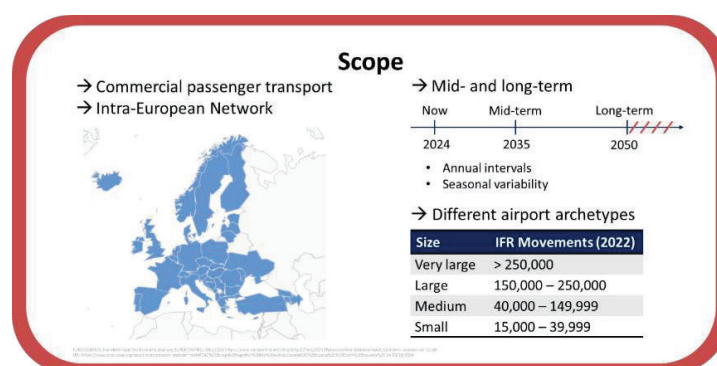 Scope
→ Commercial passenger transport
→ Intra-European Network
→ Mid- and long-term
Now Mid-term Long-term
2024 2035 2050
• Annual intervals
• Seasonal variability
→ Different airport archetypes
Size IFR Movements (2022)
Very large > 250,000
Large 150,000 – 250,000
Medium 40,000 – 149,999
Small 15,000 – 39,999